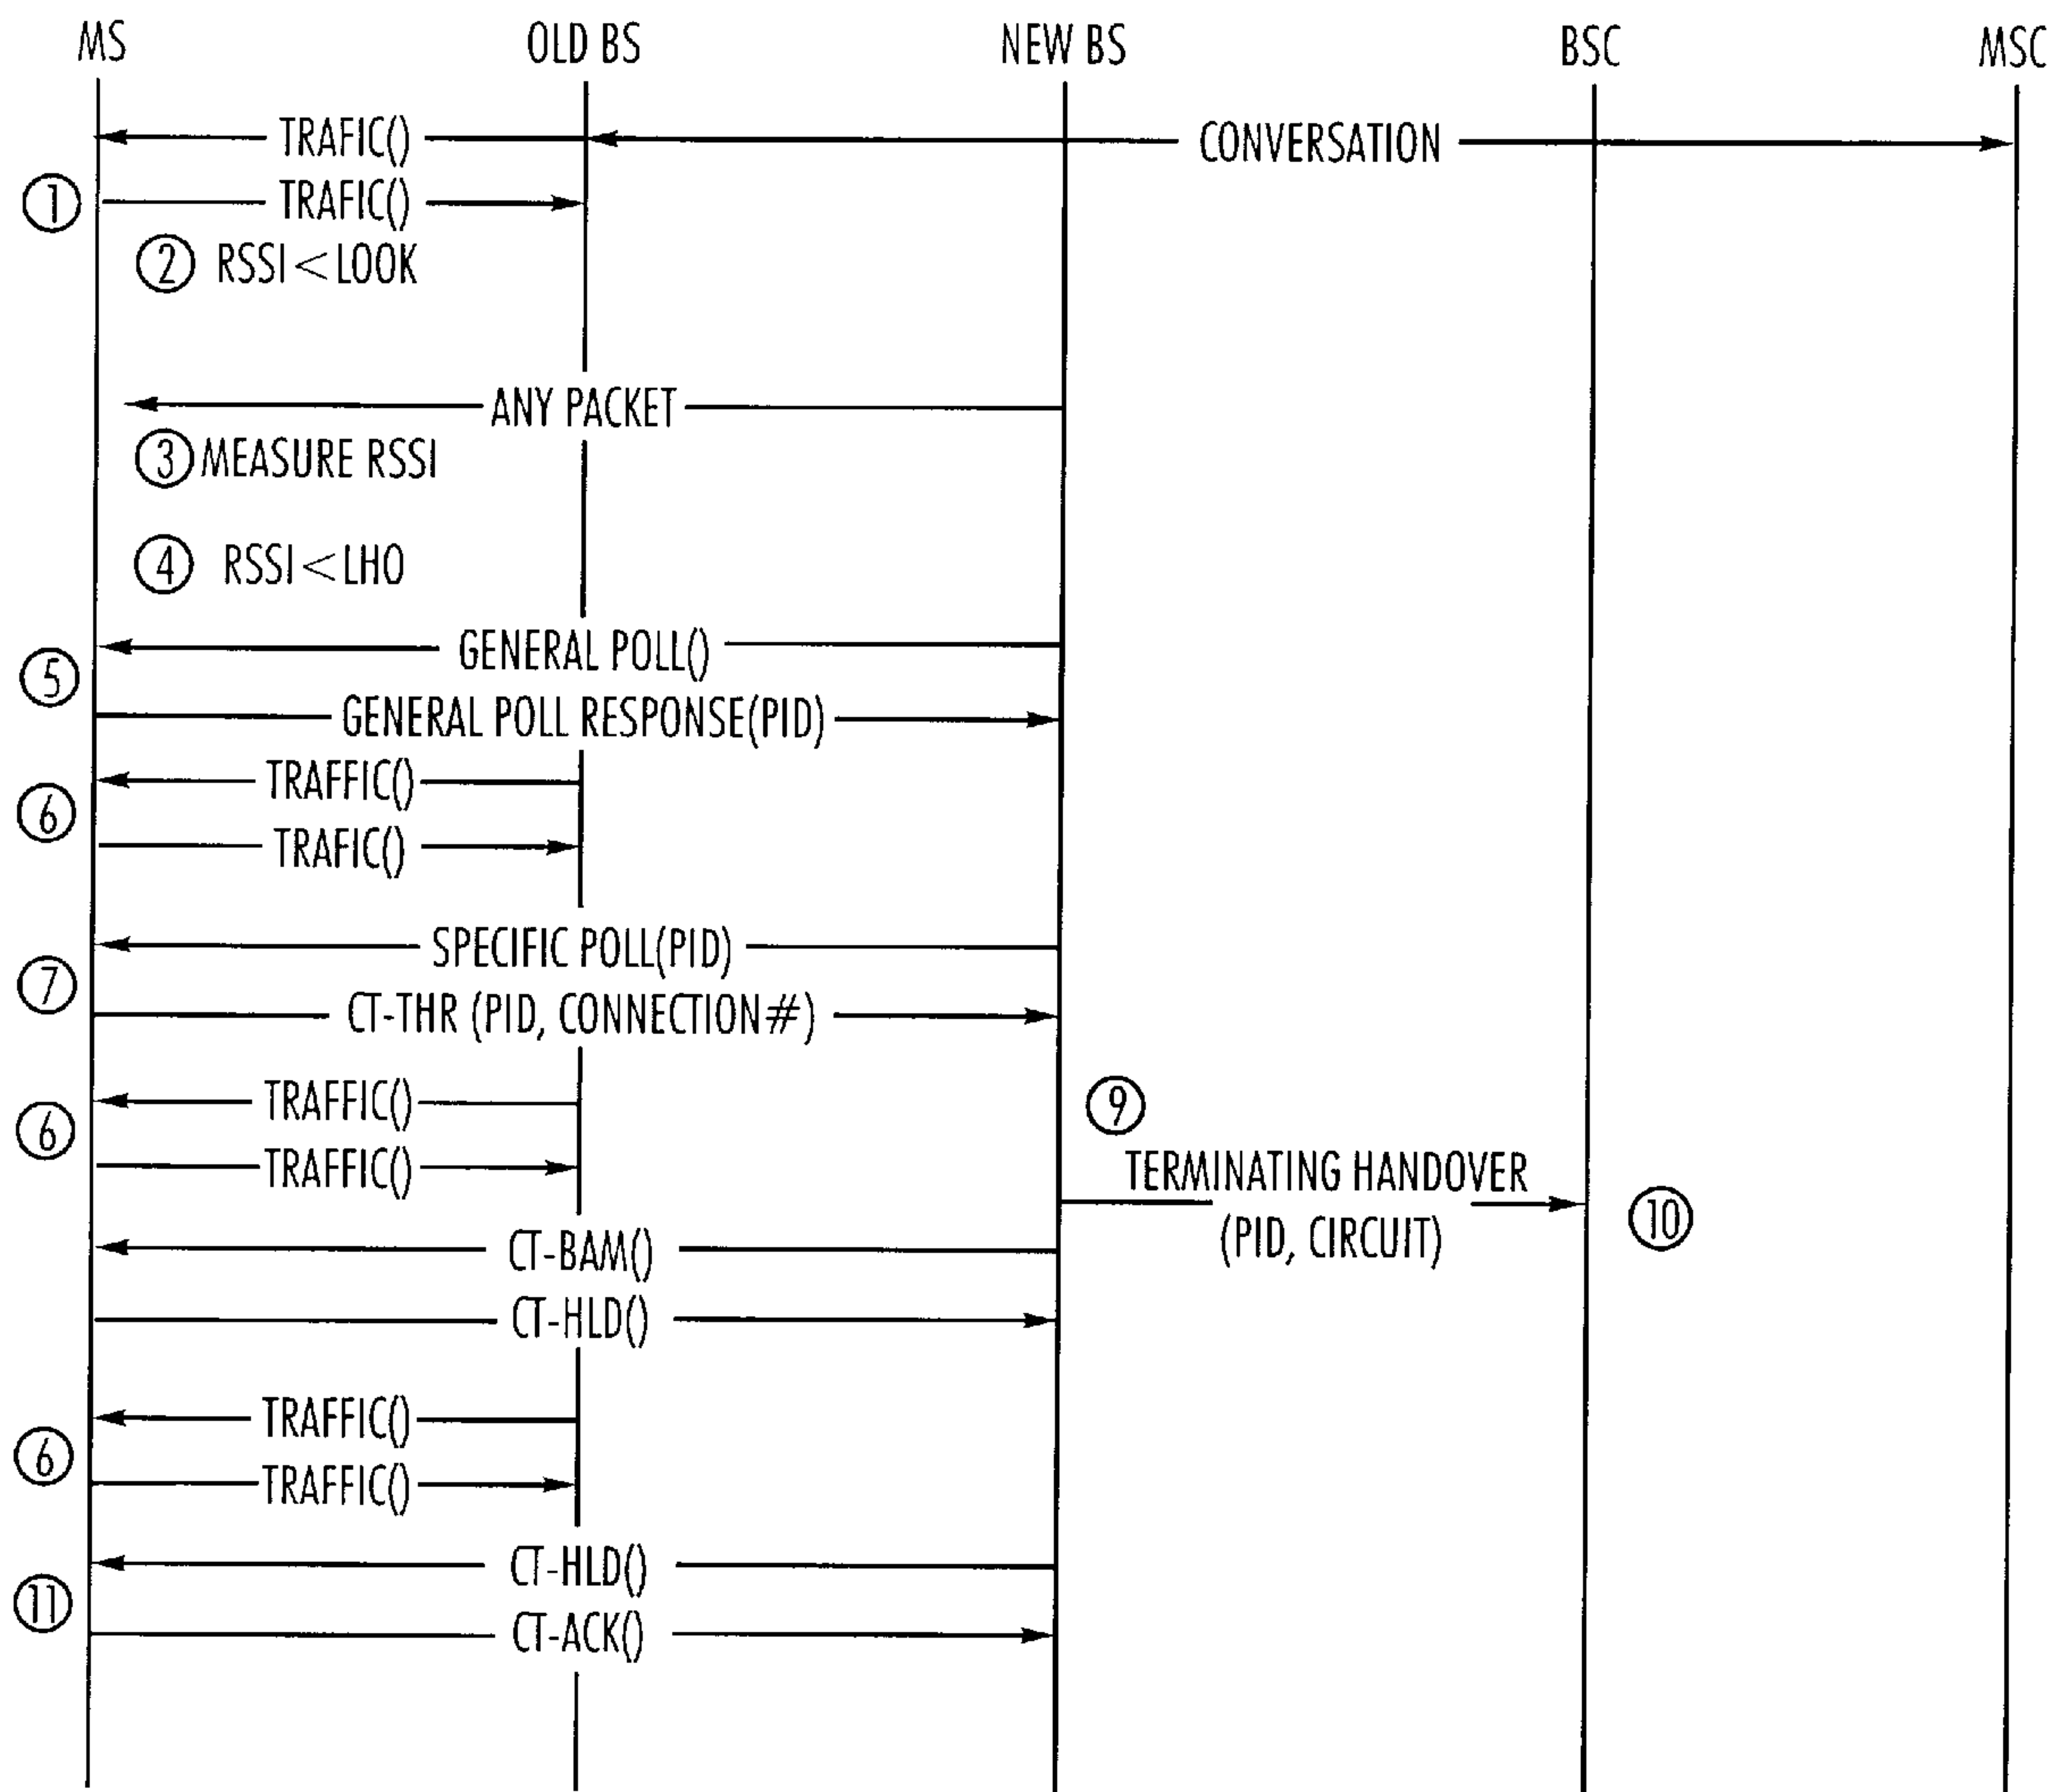 MS OLD BS NEW BS BSC MSC
TRAFIC() CONVERSATION
① TRAFIC()
② RSSI<LOOK
ANY PACKET
③ MEASURE RSSI
④ RSSI<LHO
GENERAL POLL()
⑤
GENERAL POLL RESPONSE(PID)
TRAFFIC()
⑥
TRAFIC()
SPECIFIC POLL(PID)
⑦
CT-THR (PID, CONNECTION#)
TRAFFIC()
⑨
⑥
TRAFFIC()
TERMINATING HANDOVER
(PID, CIRCUIT)
⑩
CT-BAM()
CT-HLD()
TRAFFIC()
⑥
TRAFFIC()
CT-HLD()
⑪
CT-ACK()